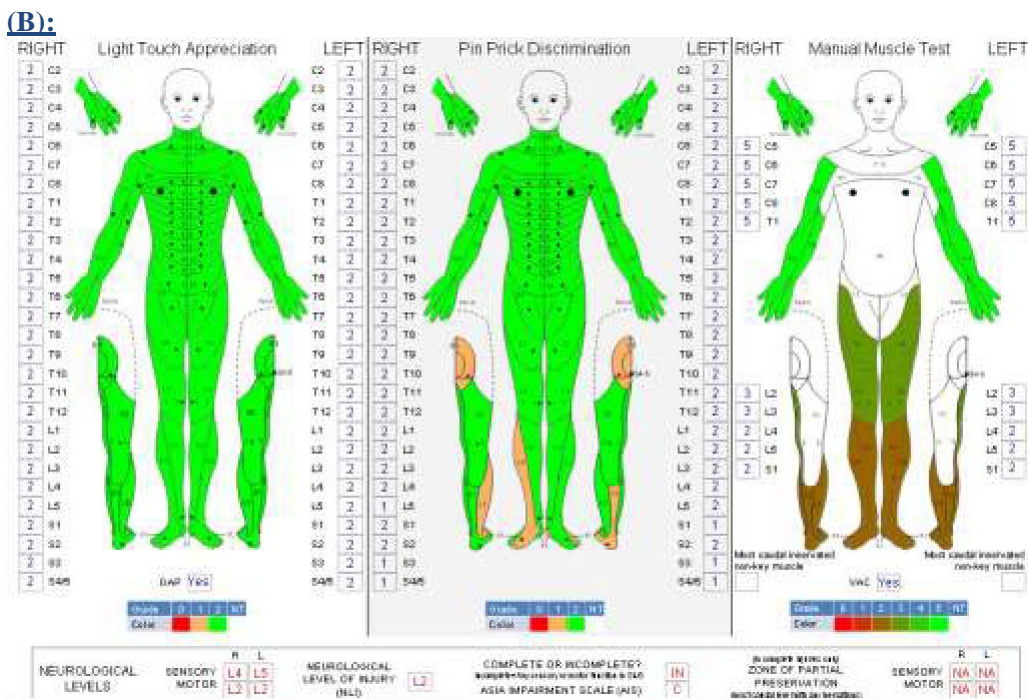 (B):
RIGHT Light Touch Appreciation LEFT RIGHT Pin Prick Discrimination LEFT RIGHT Manual Muscle Test LEFT
2 C2 C2 2 2 C2 C2 2
2 C3 C3 2 2 C3 C3 2
2 C4 C4 2 2 C4 C4 2
2 C5 C5 2 2 C5 C5 2
2 C6 C6 2 2 C6 C6 2 5 C5 C5 5
2 C7 C7 2 2 C7 C7 2 5 C6 C6 5
2 C8 C8 2 2 C8 C8 2 5 C7 C7 5
2 T1 T1 2 2 T1 T1 2 5 C8 C8 5
2 T2 T2 2 2 T2 T2 2 5 T1 T1 5
2 T3 T3 2 2 T3 T3 2
2 T4 T4 2 2 T4 T4 2
2 T5 T5 2 2 T5 T5 2
2 T6 T6 2 2 T6 T6 2
2 T7 T7 2 2 T7 T7 2
2 T8 T8 2 2 T8 T8 2
2 T9 T9 2 2 T9 T9 2
2 T10 T10 2 2 T10 T10 2
2 T11 T11 2 2 T11 T11 2 3 L2 L2 3
2 T12 T12 2 2 T12 T12 2 3 L3 L3 3
2 L1 L1 2 2 L1 L1 2 2 L4 L4 2
2 L2 L2 2 2 L2 L2 2 2 L5 L5 2
2 L3 L3 2 2 L3 L3 2 2 S1 S1 2
2 L4 L4 2 2 L4 L4 2
2 L5 L5 2 1 L5 L5 2
2 S1 S1 2 2 S1 S1 1
2 S2 S2 2 2 S2 S2 2
2 S3 S3 2 1 S3 S3 1
2 S4/5 S4/5 2 1 S4/5 S4/5 1
Most caudal innervated non-key muscle Most caudal innervated non-key muscle
DAP Yes VAC Yes
Grade 0 1 2 NT Grade 0 1 2 NT Grade 0 1 2 3 4 5 NT
Color Color Color
NEUROLOGICAL LEVELS
R L
SENSORY L4 L5
MOTOR L2 L2
NEUROLOGICAL LEVEL OF INJURY (NLI) L2
COMPLETE OR INCOMPLETE? IN
ASIA IMPAIRMENT SCALE (AIS) C
ZONE OF PARTIAL PRESERVATION
R L
SENSORY NA NA
MOTOR NA NA